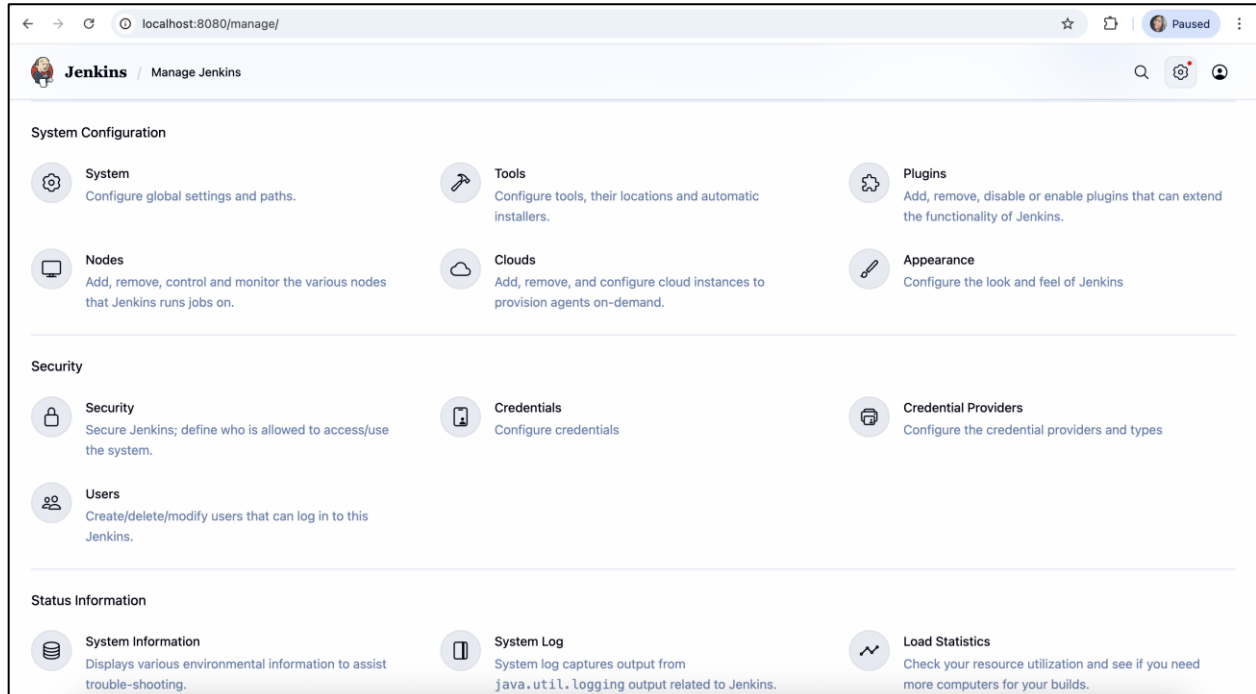 localhost:8080/manage/
Paused
Jenkins / Manage Jenkins
System Configuration
System
Configure global settings and paths.
Tools
Configure tools, their locations and automatic
installers.
Plugins
Add, remove, disable or enable plugins that can extend
the functionality of Jenkins.
Nodes
Add, remove, control and monitor the various nodes
that Jenkins runs jobs on.
Clouds
Add, remove, and configure cloud instances to
provision agents on-demand.
Appearance
Configure the look and feel of Jenkins
Security
Security
Secure Jenkins; define who is allowed to access/use
the system.
Credentials
Configure credentials
Credential Providers
Configure the credential providers and types
Users
Create/delete/modify users that can log in to this
Jenkins.
Status Information
System Information
Displays various environmental information to assist
trouble-shooting.
System Log
System log captures output from
java.util.logging output related to Jenkins.
Load Statistics
Check your resource utilization and see if you need
more computers for your builds.